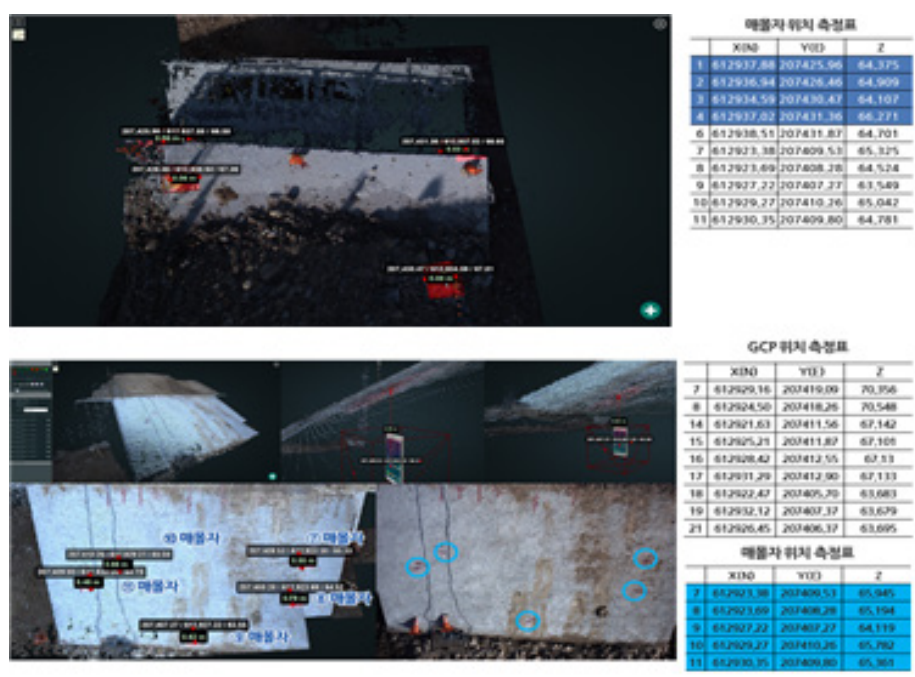 매몰자 위치 측정표
X(N) Y(E) Z
1 612937,88 207425,96 64,375
2 612936,94 207426,46 64,909
3 612934,59 207430,47 64,107
4 612937,02 207431,36 66,271
6 612938,51 207431,87 64,701
7 612923,38 207409,53 65,325
8 612923,69 207408,28 64,524
9 612927,22 207407,27 63,549
10 612929,27 207410,26 65,042
11 612930,35 207409,80 64,781
GCP 위치 측정표
X(N) Y(E) Z
7 612929,16 207419,09 70,356
8 612924,50 207418,26 70,548
14 612921,63 207411,56 67,142
15 612925,21 207411,87 67,101
16 612928,42 207412,55 67,13
17 612931,29 207412,90 67,133
18 612922,47 207405,70 63,683
19 612932,12 207407,37 63,679
21 612926,45 207406,37 63,695
⑩ 매몰자
⑦ 매몰자
⑪ 매몰자
⑧ 매몰자
⑨ 매몰자
매몰자 위치 측정표
X(N) Y(E) Z
7 612923,38 207409,53 65,945
8 612923,69 207408,28 65,194
9 612927,22 207407,27 64,119
10 612929,27 207410,26 65,782
11 612930,35 207409,80 65,361